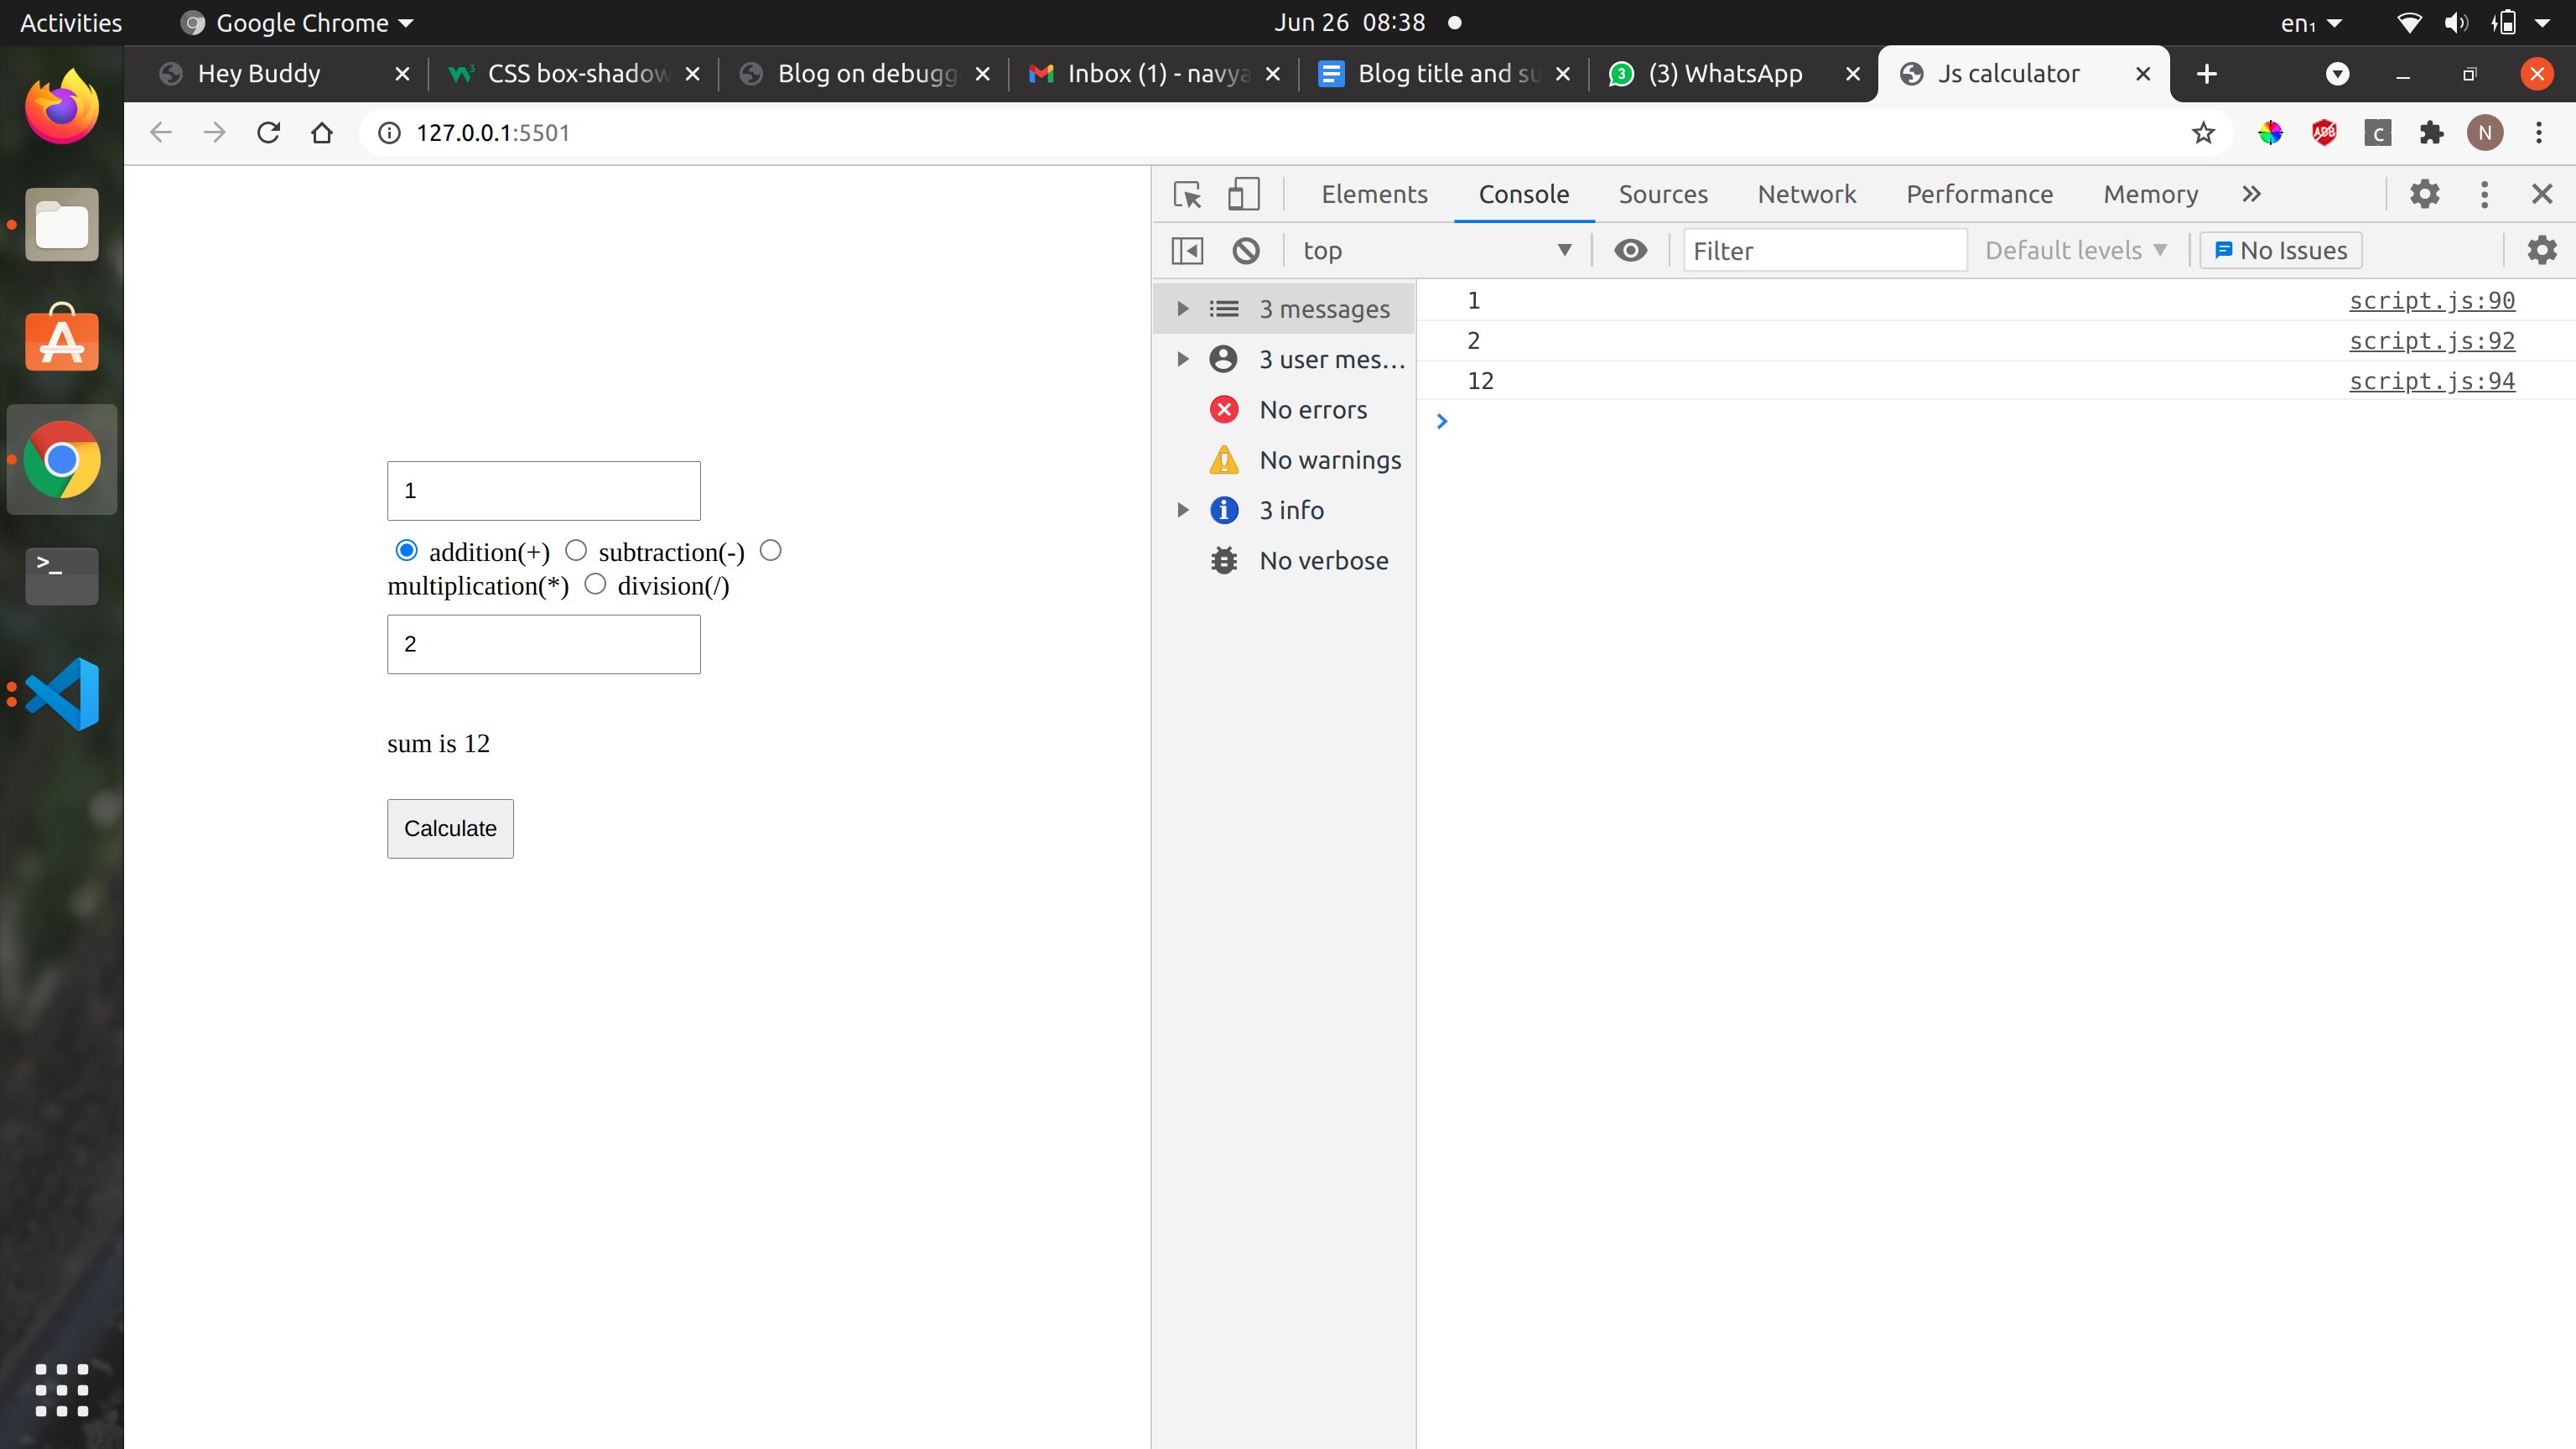 Activities Google Chrome Jun 26 08:38 en₁
Hey Buddy CSS box-shadow Blog on debugg Inbox (1) - navya Blog title and su 3 (3) WhatsApp Js calculator
127.0.0.1:5501 ABP C N
Elements Console Sources Network Performance Memory
top Filter Default levels No Issues
3 messages
3 user mes...
No errors
No warnings
3 info
No verbose
1 script.js:90
2 script.js:92
12 script.js:94
1
addition(+) subtraction(-)
multiplication(*) division(/)
2
sum is 12
Calculate